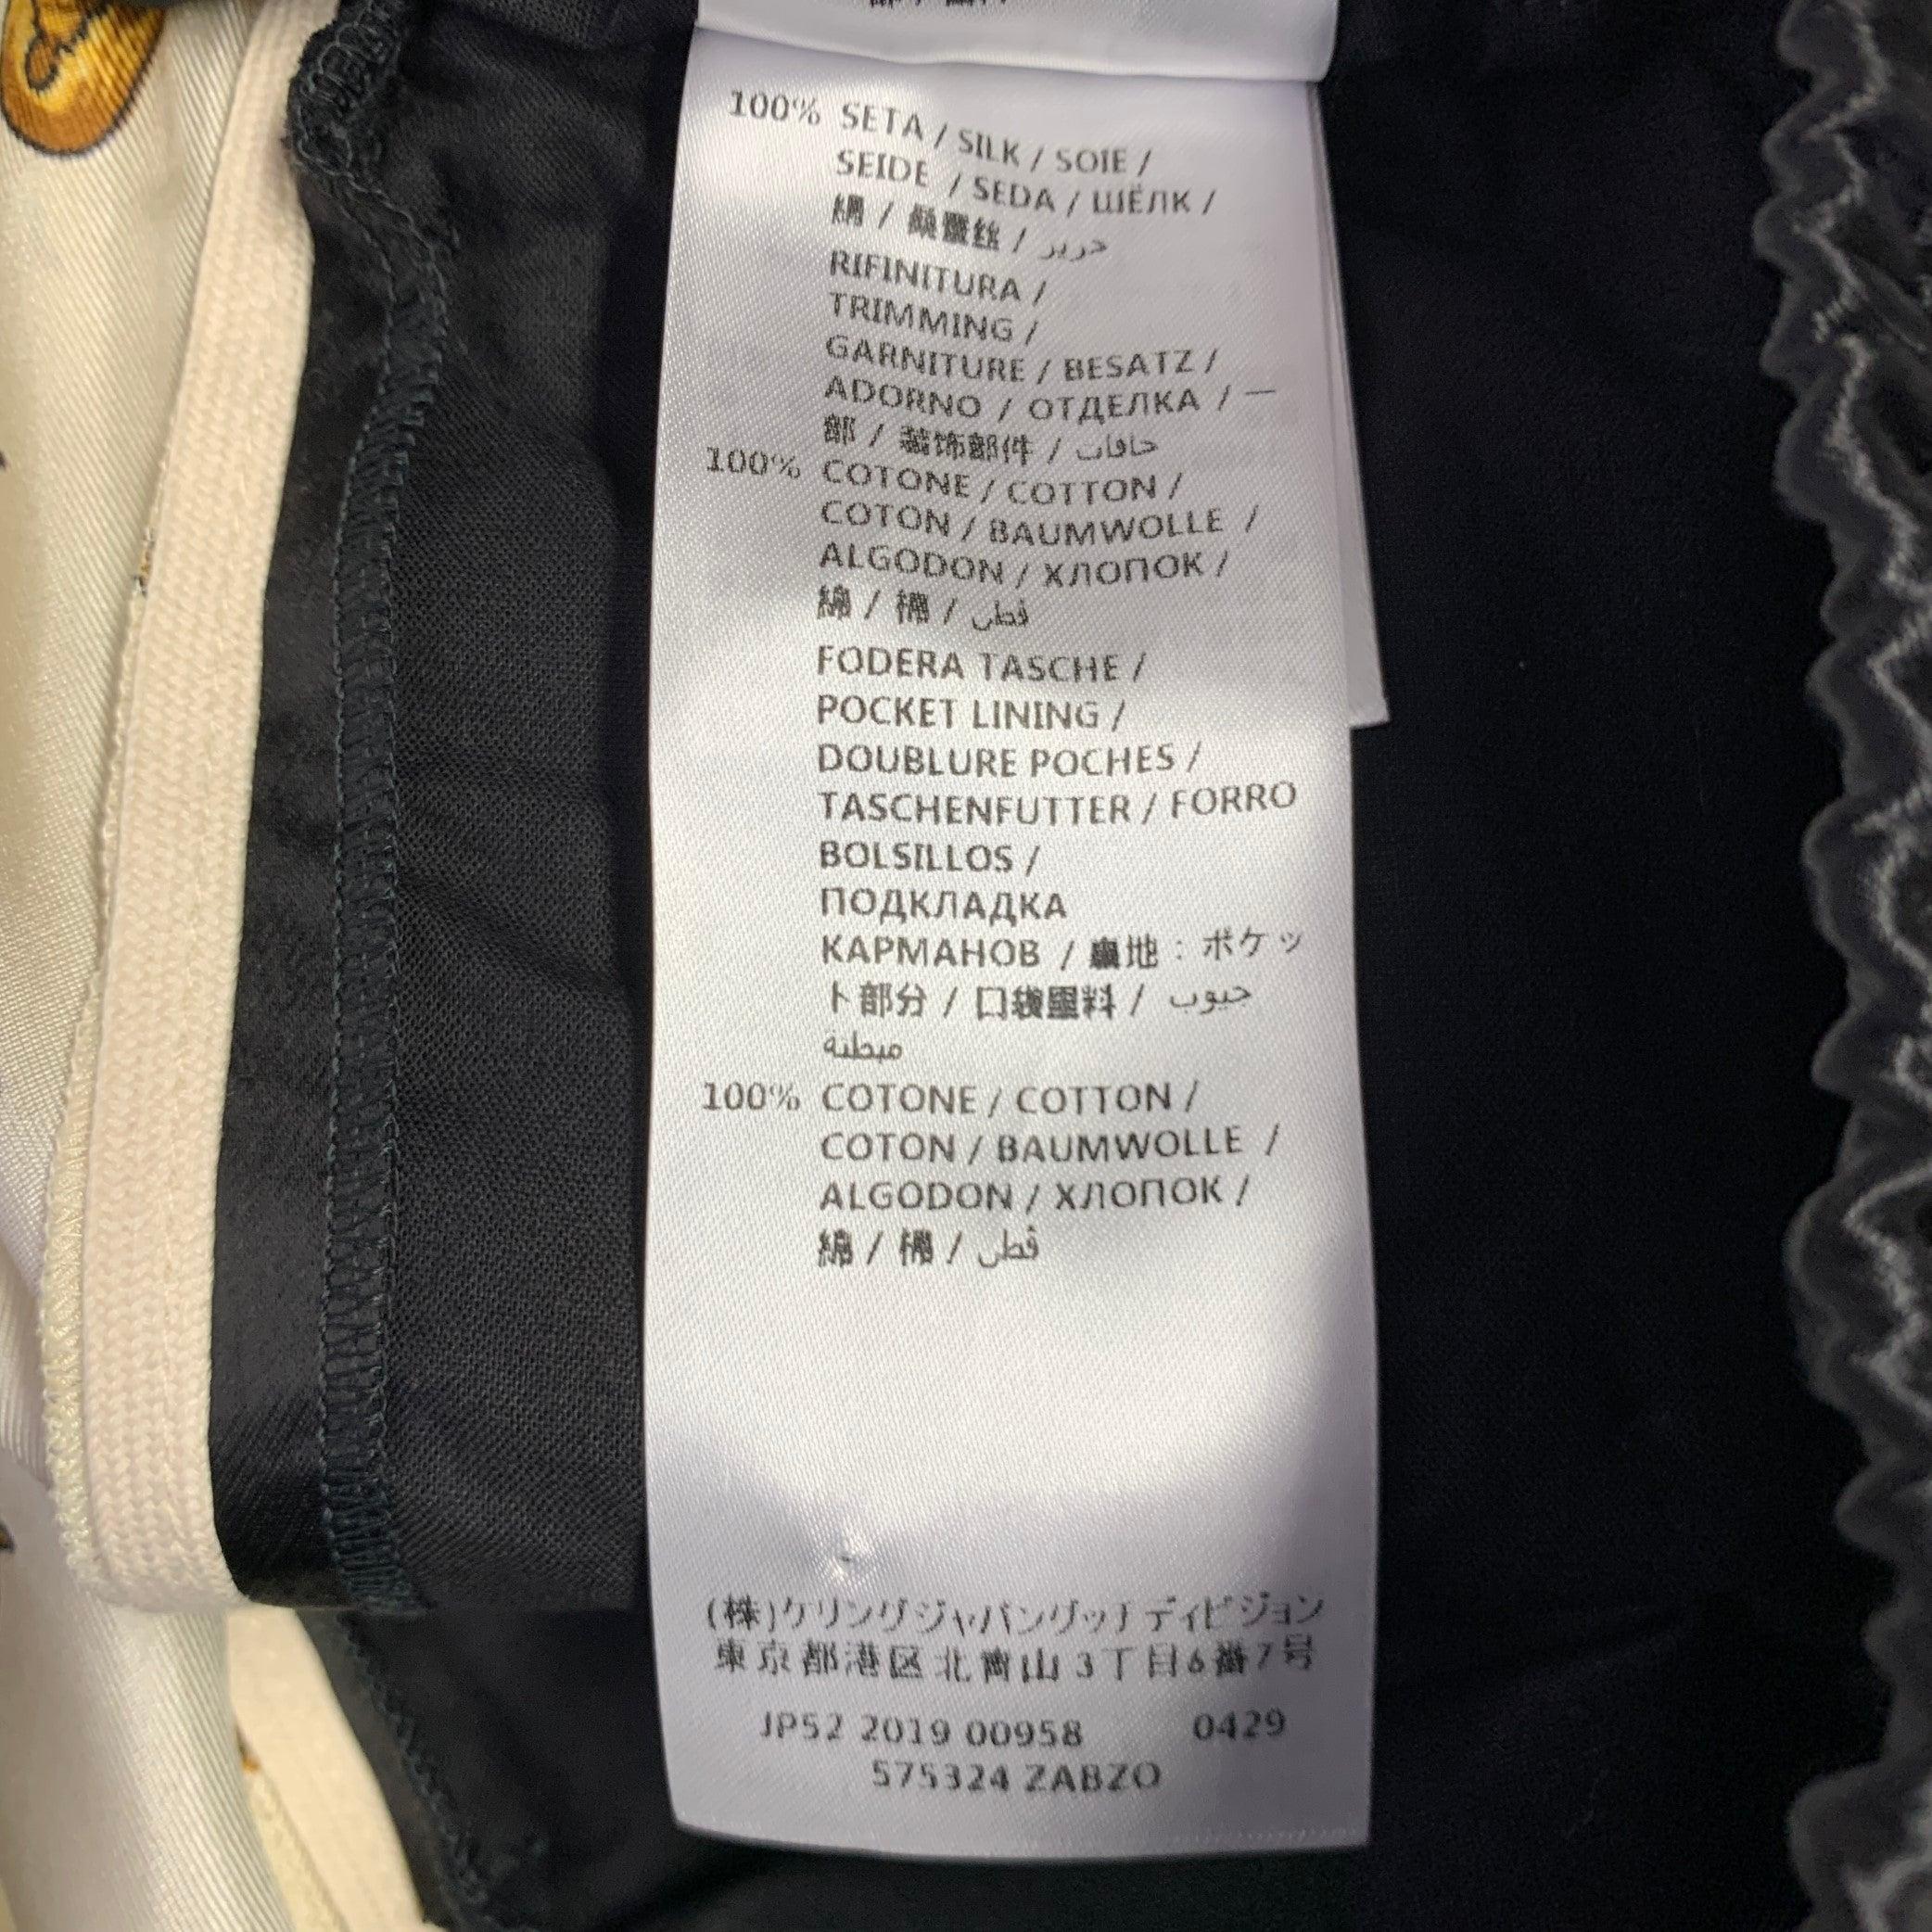 100% SETA / SILK / SOIE /
SEIDE / SEDA / ШЁЛК /
絹 / 桑蚕丝 / حرير
RIFINITURA /
TRIMMING /
GARNITURE / BESATZ /
ADORNO / ОТДЕЛКА / 一
部 / 装饰部件 / حافات
100% COTONE / COTTON /
COTON / BAUMWOLLE /
ALGODON / ХЛОПОК /
綿 / 棉 / قطن
FODERA TASCHE /
POCKET LINING /
DOUBLURE POCHES /
TASCHENFUTTER / FORRO
BOLSILLOS /
ПОДКЛАДКА
КАРМАНОВ / 裏地 : ポケッ
ト部分 / 口袋里料 / جيوب
مبطنة
100% COTONE / COTTON /
COTON / BAUMWOLLE /
ALGODON / ХЛОПОК /
綿 / 棉 / قطن
(株)ケリングジャパングッチディビジョン
東京都港区北青山3丁目6番7号
JP52 2019 00958 0429
575324 ZABZO